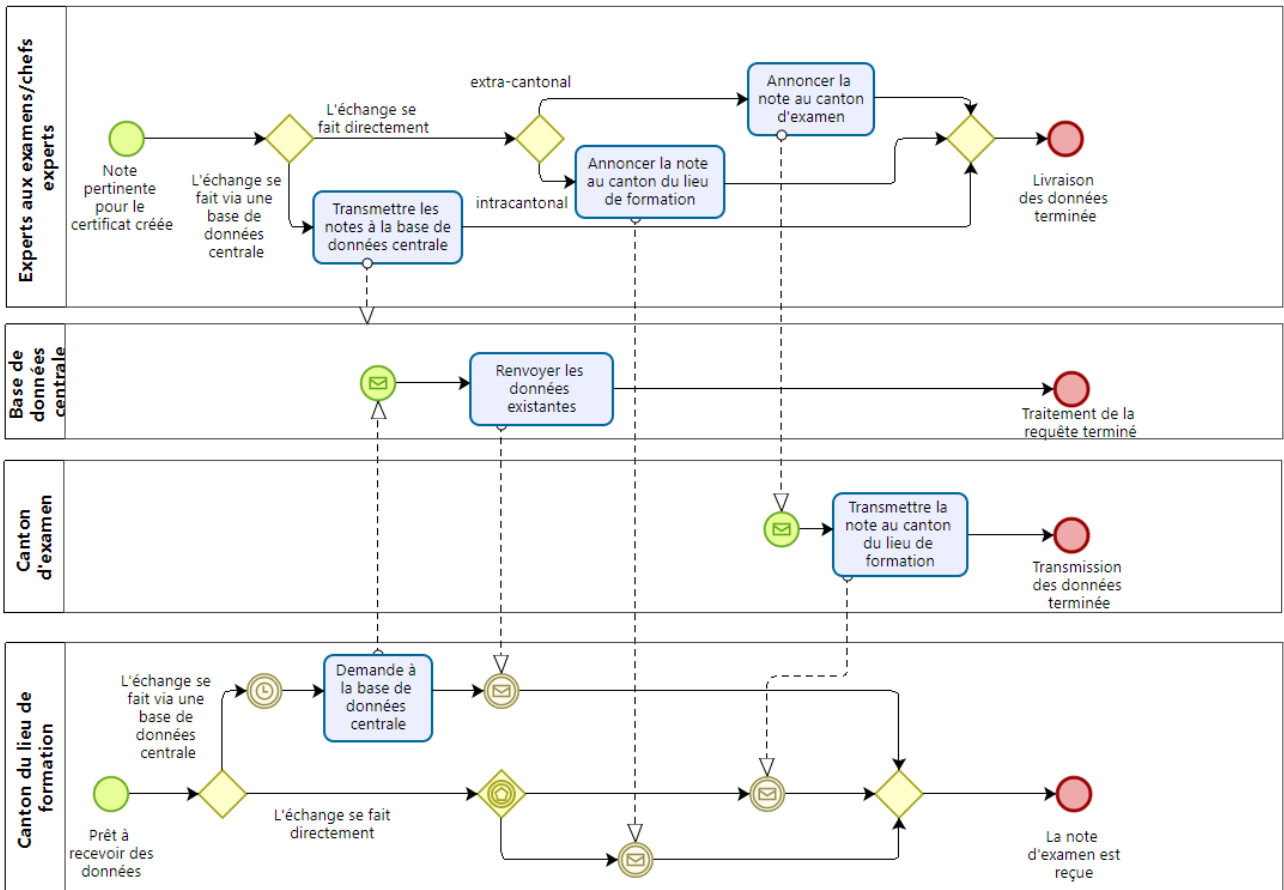 Experts aux examens/chefs
experts
Note
pertinente
pour le
certificat créée
L'échange se
fait directement
L'échange se
fait via une
base de
données
centrale
Transmettre les
notes à la base de
données centrale
extra-cantonal
intracantonal
Annoncer la note
au canton du lieu
de formation
Annoncer la
note au canton
d'examen
Livraison
des données
terminée
Base de
données
centrale
Renvoyer les
données
existantes
Traitement de la
requête terminé
Canton
d'examen
Transmettre la
note au canton
du lieu de
formation
Transmission
des données
terminée
Canton du lieu de
formation
Prêt à
recevoir des
données
L'échange se
fait via une
base de
données
centrale
Demande à
la base de
données
centrale
L'échange se fait
directement
La note
d'examen est
reçue